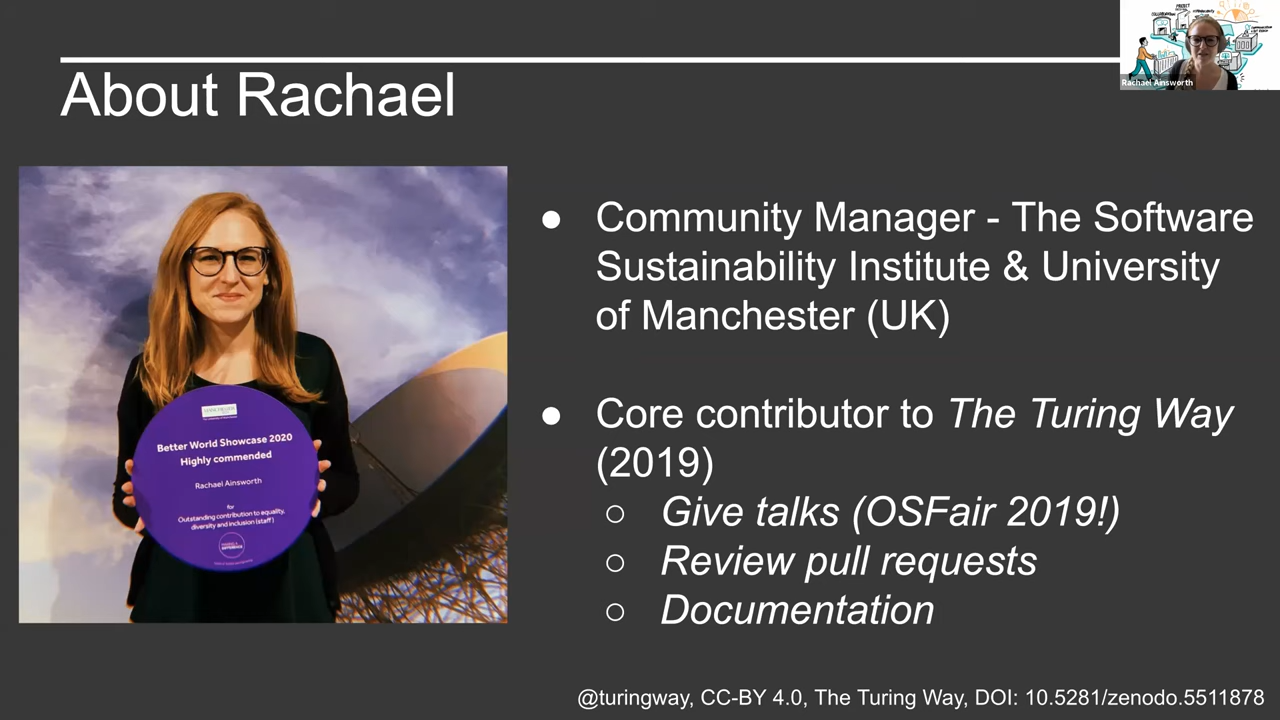 About Rachael
Rachael Ainsworth
Better World Showcase 2020
Highly commended
Rachael Ainsworth
for
Outstanding contribution to equality,
diversity and inclusion (staff)
● Community Manager - The Software
Sustainability Institute & University
of Manchester (UK)
● Core contributor to The Turing Way
(2019)
○ Give talks (OSFair 2019!)
○ Review pull requests
○ Documentation
@turingway, CC-BY 4.0, The Turing Way, DOI: 10.5281/zenodo.5511878